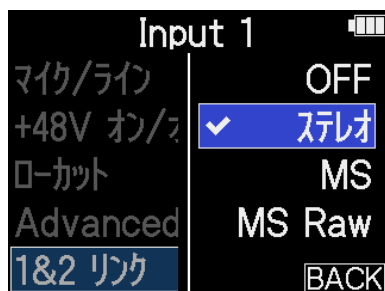 Input 1
マイク/ライン
+48V オン/オ
ローカット
Advanced
1&2 リンク
OFF
ステレオ
MS
MS Raw
BACK